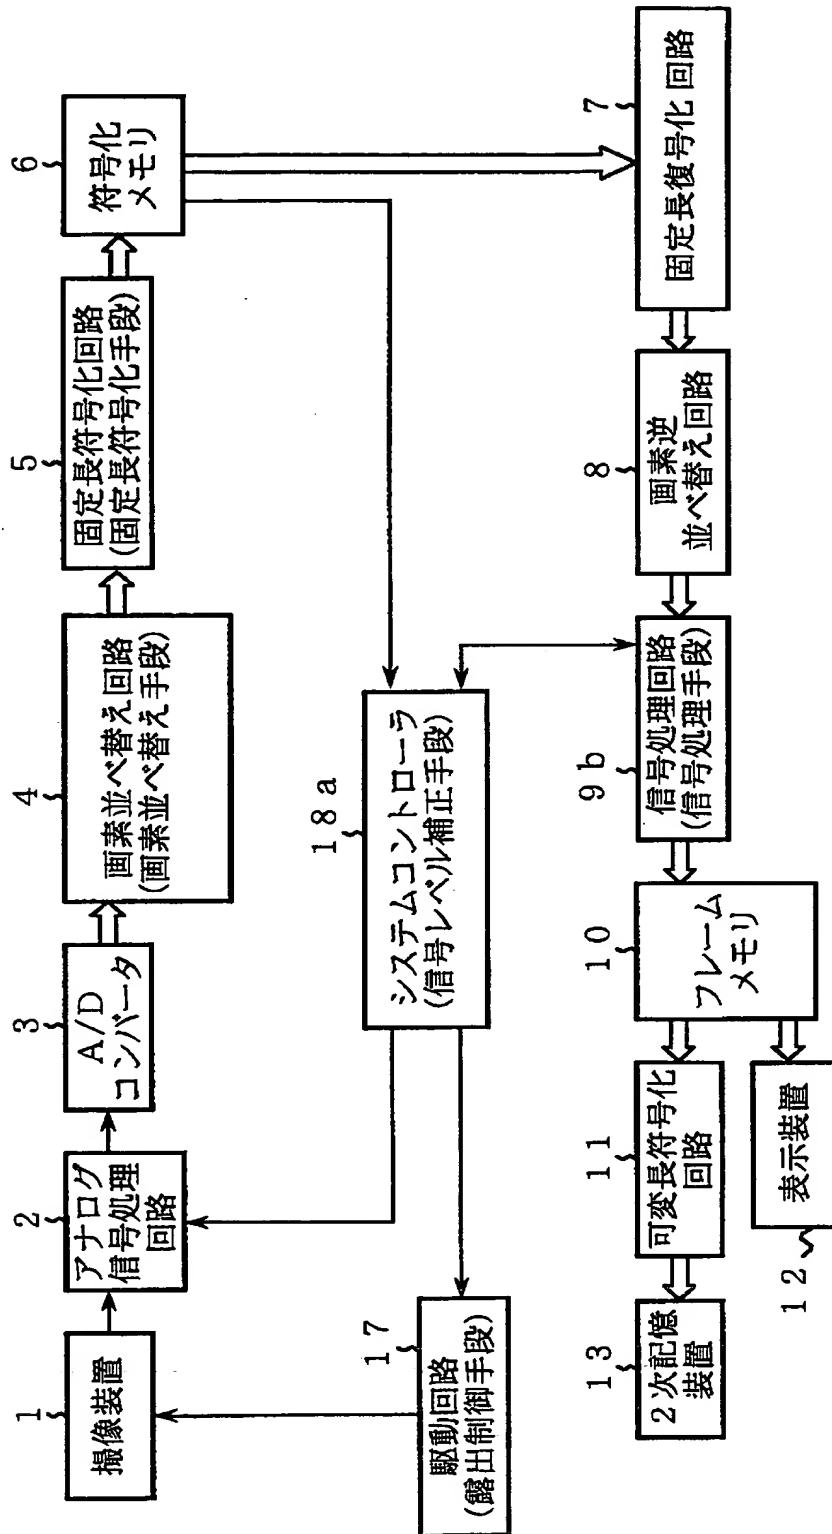 1
撮像装置
2
アナログ
信号処理
回路
3
A/D
コンバータ
4
画素並べ替え回路
(画素並べ替え手段)
5
固定長符号化回路
(固定長符号化手段)
6
符号化
メモリ
17
駆動回路
(露出制御手段)
18a
システムコントローラ
(信号レベル補正手段)
13
2次記憶
装置
11
可変長符号化
回路
12
表示装置
10
フレーム
メモリ
9b
信号処理回路
(信号処理手段)
8
画素逆
並べ替え回路
7
固定長復号化回路